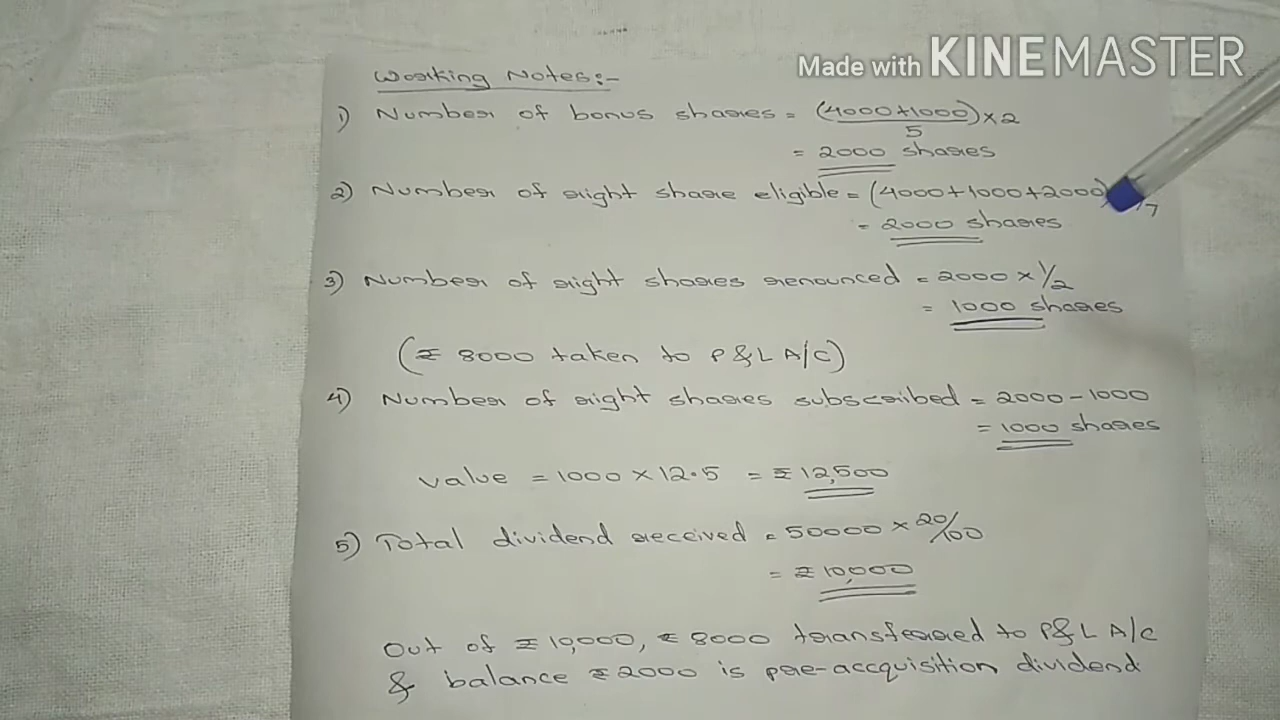 Made with KINEMASTER
Working Notes:-
1) Number of bonus shares = (4000+1000)/5 × 2
= 2000 shares
2) Number of right share eligible = (4000+1000+2000)
= 2000 shares
3) Number of right shares renounced = 2000 × 1/2
= 1000 shares
(₹ 8000 taken to P&L A/C)
4) Number of right shares subscribed = 2000 - 1000
= 1000 shares
value = 1000 × 12.5 = ₹ 12,500
5) Total dividend received = 50000 × 20/100
= ₹ 10,000
Out of ₹ 10,000, ₹ 8000 transferred to P&L A/C
& balance ₹ 2000 is pre-accquisition dividend